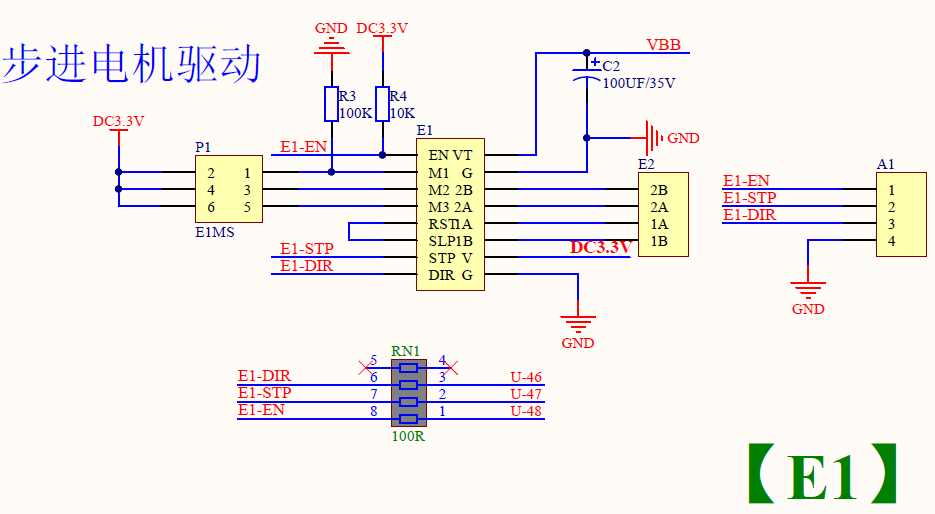 步进电机驱动
GND DC3.3V
VBB
C2
100UF/35V
R3
100K
R4
10K
DC3.3V
P1
E1-EN
E1
GND
E2
A1
2 1
4 3
6 5
E1MS
EN VT
M1 G
M2 2B
M3 2A
RST1A
SLP1B
STP V
DIR G
E1-STP
E1-DIR
2B
2A
1A
1B
DC3.3V
GND
E1-EN
E1-STP
E1-DIR
1
2
3
4
GND
RN1
5 4
E1-DIR 6 3 U-46
E1-STP 7 2 U-47
E1-EN 8 1 U-48
100R
【E1】